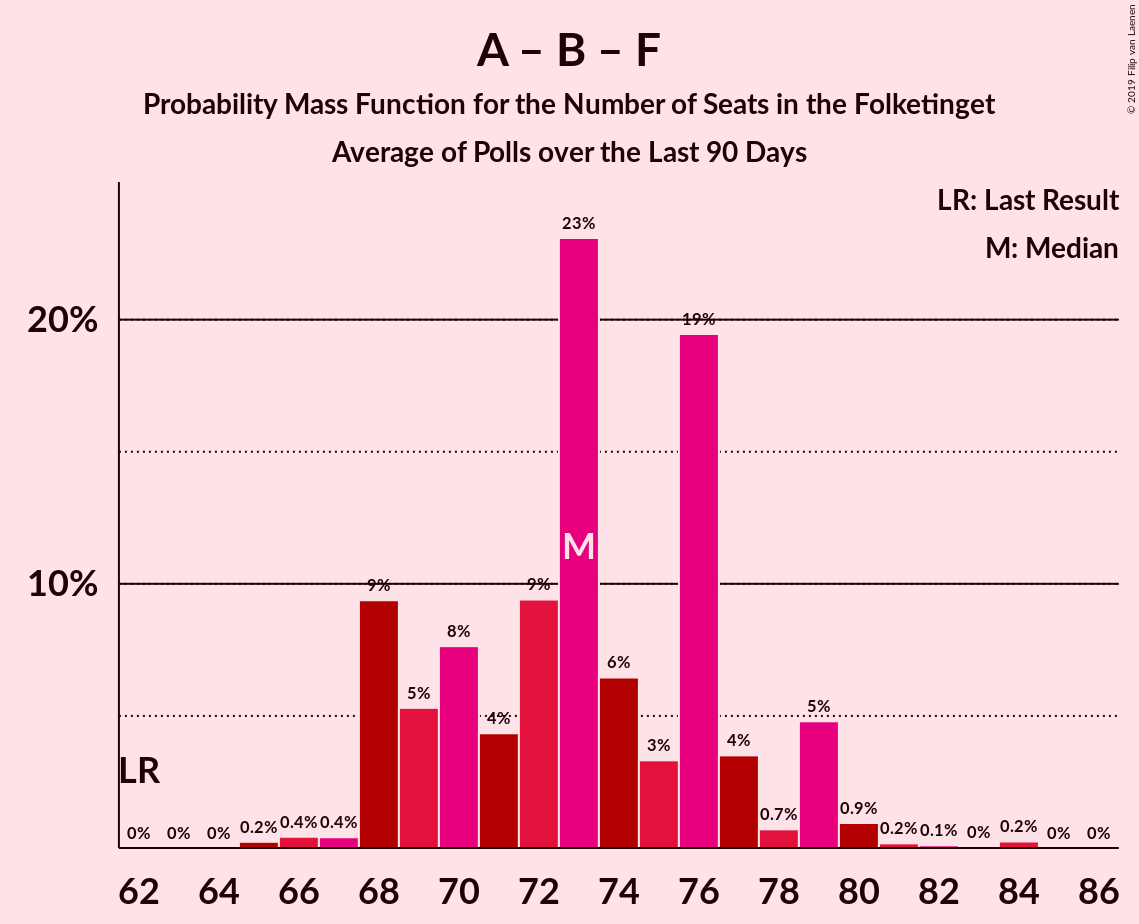 A – B – F
Probability Mass Function for the Number of Seats in the Folketinget
Average of Polls over the Last 90 Days
© 2019 Filip van Laenen
LR: Last Result
M: Median
20%
10%
LR
M
0% 0% 0% 0.2% 0.4% 0.4% 9% 5% 8% 4% 9% 23% 6% 3% 19% 4% 0.7% 5% 0.9% 0.2% 0.1% 0% 0.2% 0% 0%
62 64 66 68 70 72 74 76 78 80 82 84 86